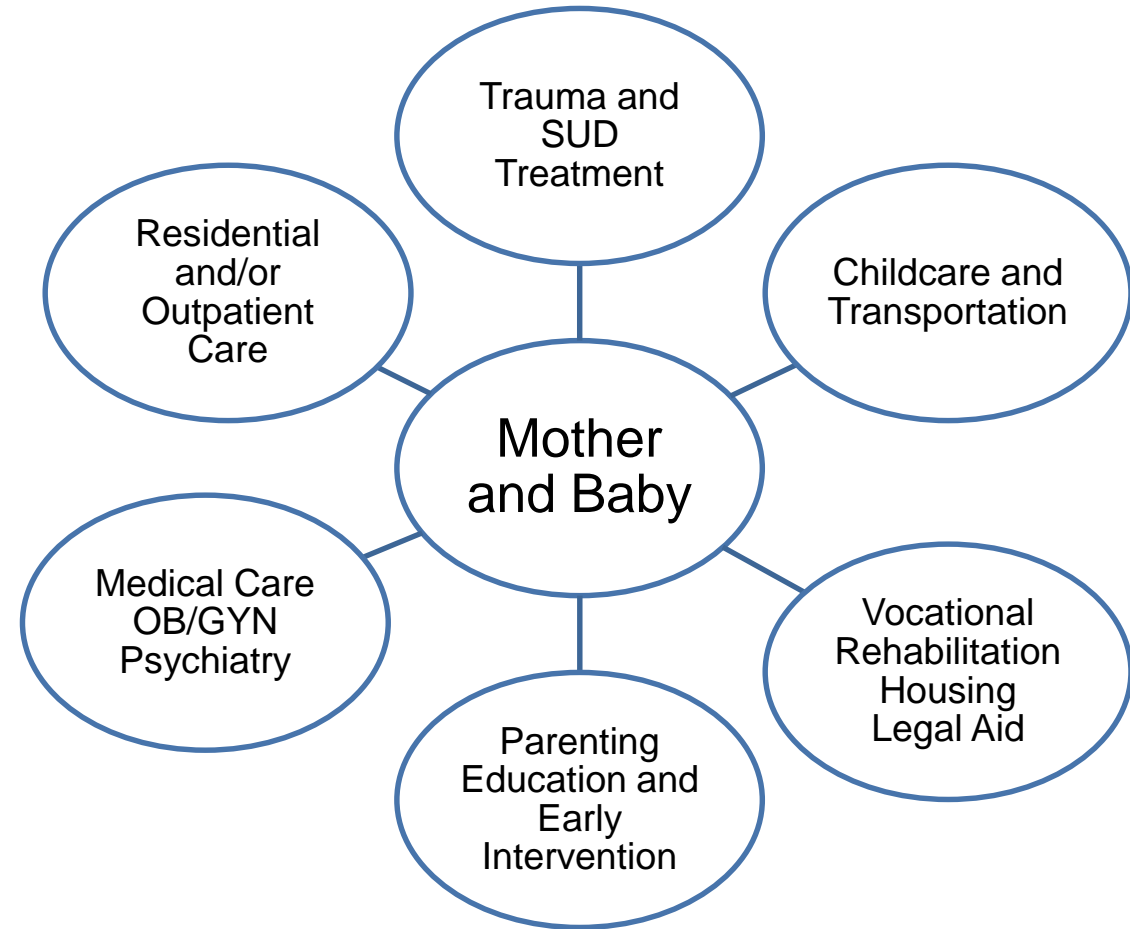 Trauma and
SUD
Treatment
Residential
and/or
Outpatient
Care
Childcare and
Transportation
Mother
and Baby
Medical Care
OB/GYN
Psychiatry
Vocational
Rehabilitation
Housing
Legal Aid
Parenting
Education and
Early
Intervention